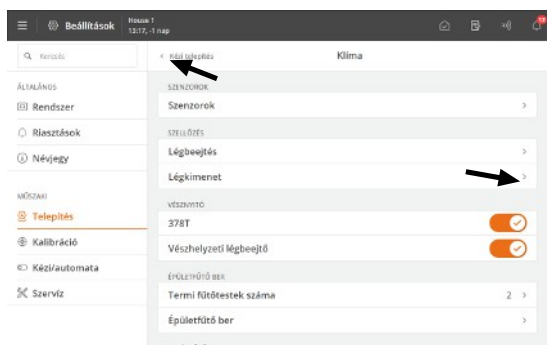 Beállítások
House 1
13:17, -1 nap
Keresés
Kézi telepítés
Klíma
ÁLTALÁNOS
Rendszer
Riasztások
Névjegy
MŰSZAKI
Telepítés
Kalibráció
Kézi/automata
Szervíz
SZENZOROK
Szenzorok
SZELLŐZÉS
Légbeejtés
Légkimenet
VÉSZNYITÓ
378T
Vészhelyzeti légbeejtő
ÉPÜLETFŰTŐ BER
Termi fűtőtestek száma 2
Épületfűtő ber